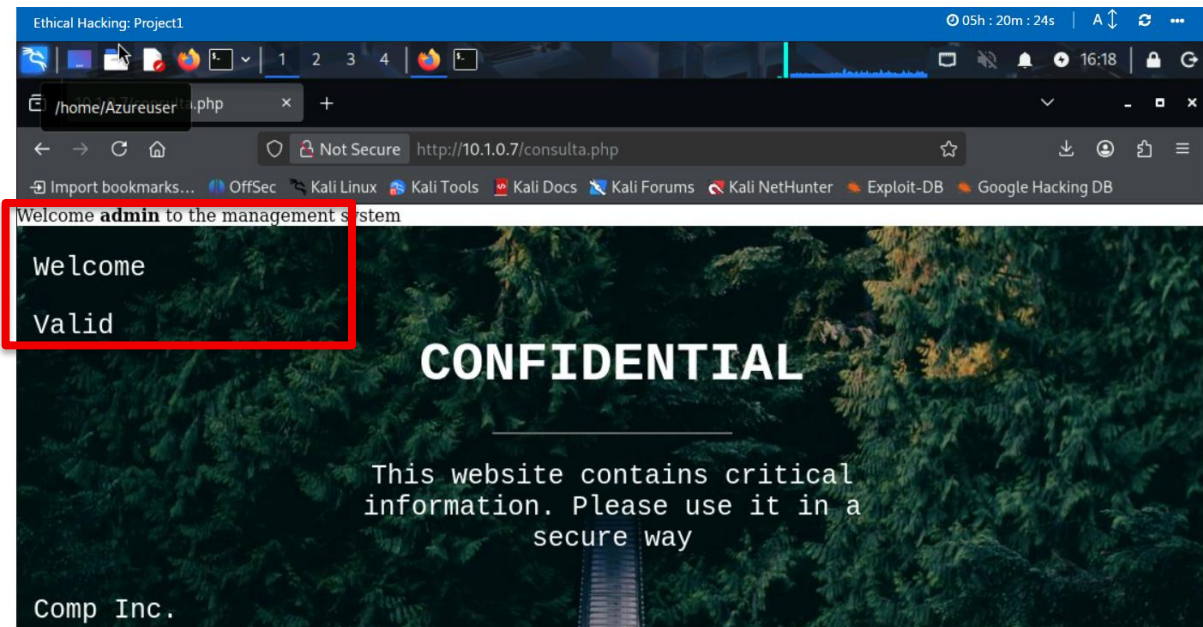 Ethical Hacking: Project1
05h : 20m : 24s
A
1 2 3 4
16:18
.php
/home/Azureuser
Not Secure http://10.1.0.7/consulta.php
Import bookmarks... OffSec Kali Linux Kali Tools Kali Docs Kali Forums Kali NetHunter Exploit-DB Google Hacking DB
Welcome admin to the management system
Welcome
Valid
CONFIDENTIAL
This website contains critical
information. Please use it in a
secure way
Comp Inc.